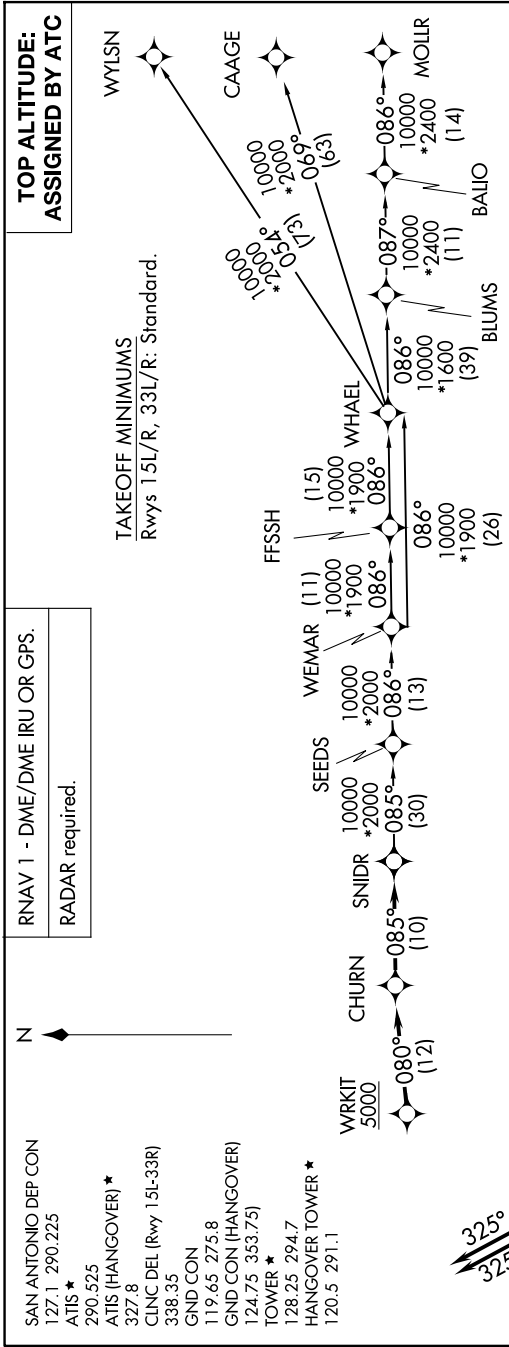 SAN ANTONIO DEP CON
127.1 290.225
ATIS ★
290.525
ATIS (HANGOVER) ★
327.8
CLNC DEL (Rwy 15L-33R)
338.35
GND CON
119.65 275.8
GND CON (HANGOVER)
124.75 353.75)
TOWER ★
128.25 294.7
HANGOVER TOWER ★
120.5 291.1
N
RNAV 1 - DME/DME IRU OR GPS.
RADAR required.
TOP ALTITUDE:
ASSIGNED BY ATC
TAKEOFF MINIMUMS
Rwys 15L/R, 33L/R: Standard.
WYLSN
CAAGE
MOLLR
10000
*2000
054°
(73)
10000
*2000
069°
(63)
WRKIT
5000
080°
(12)
CHURN
085°
(10)
SNIDR
10000
*2000
085°
(30)
SEEDS
10000
*2000
086°
(13)
WEMAR
(11)
10000
*1900
086°
FFSSH
(15)
10000
*1900
086°
WHAEL
086°
10000
*1900
(26)
086°
10000
*1600
(39)
BLUMS
087°
10000
*2400
(11)
BALIO
086°
10000
*2400
(14)
325°
325°